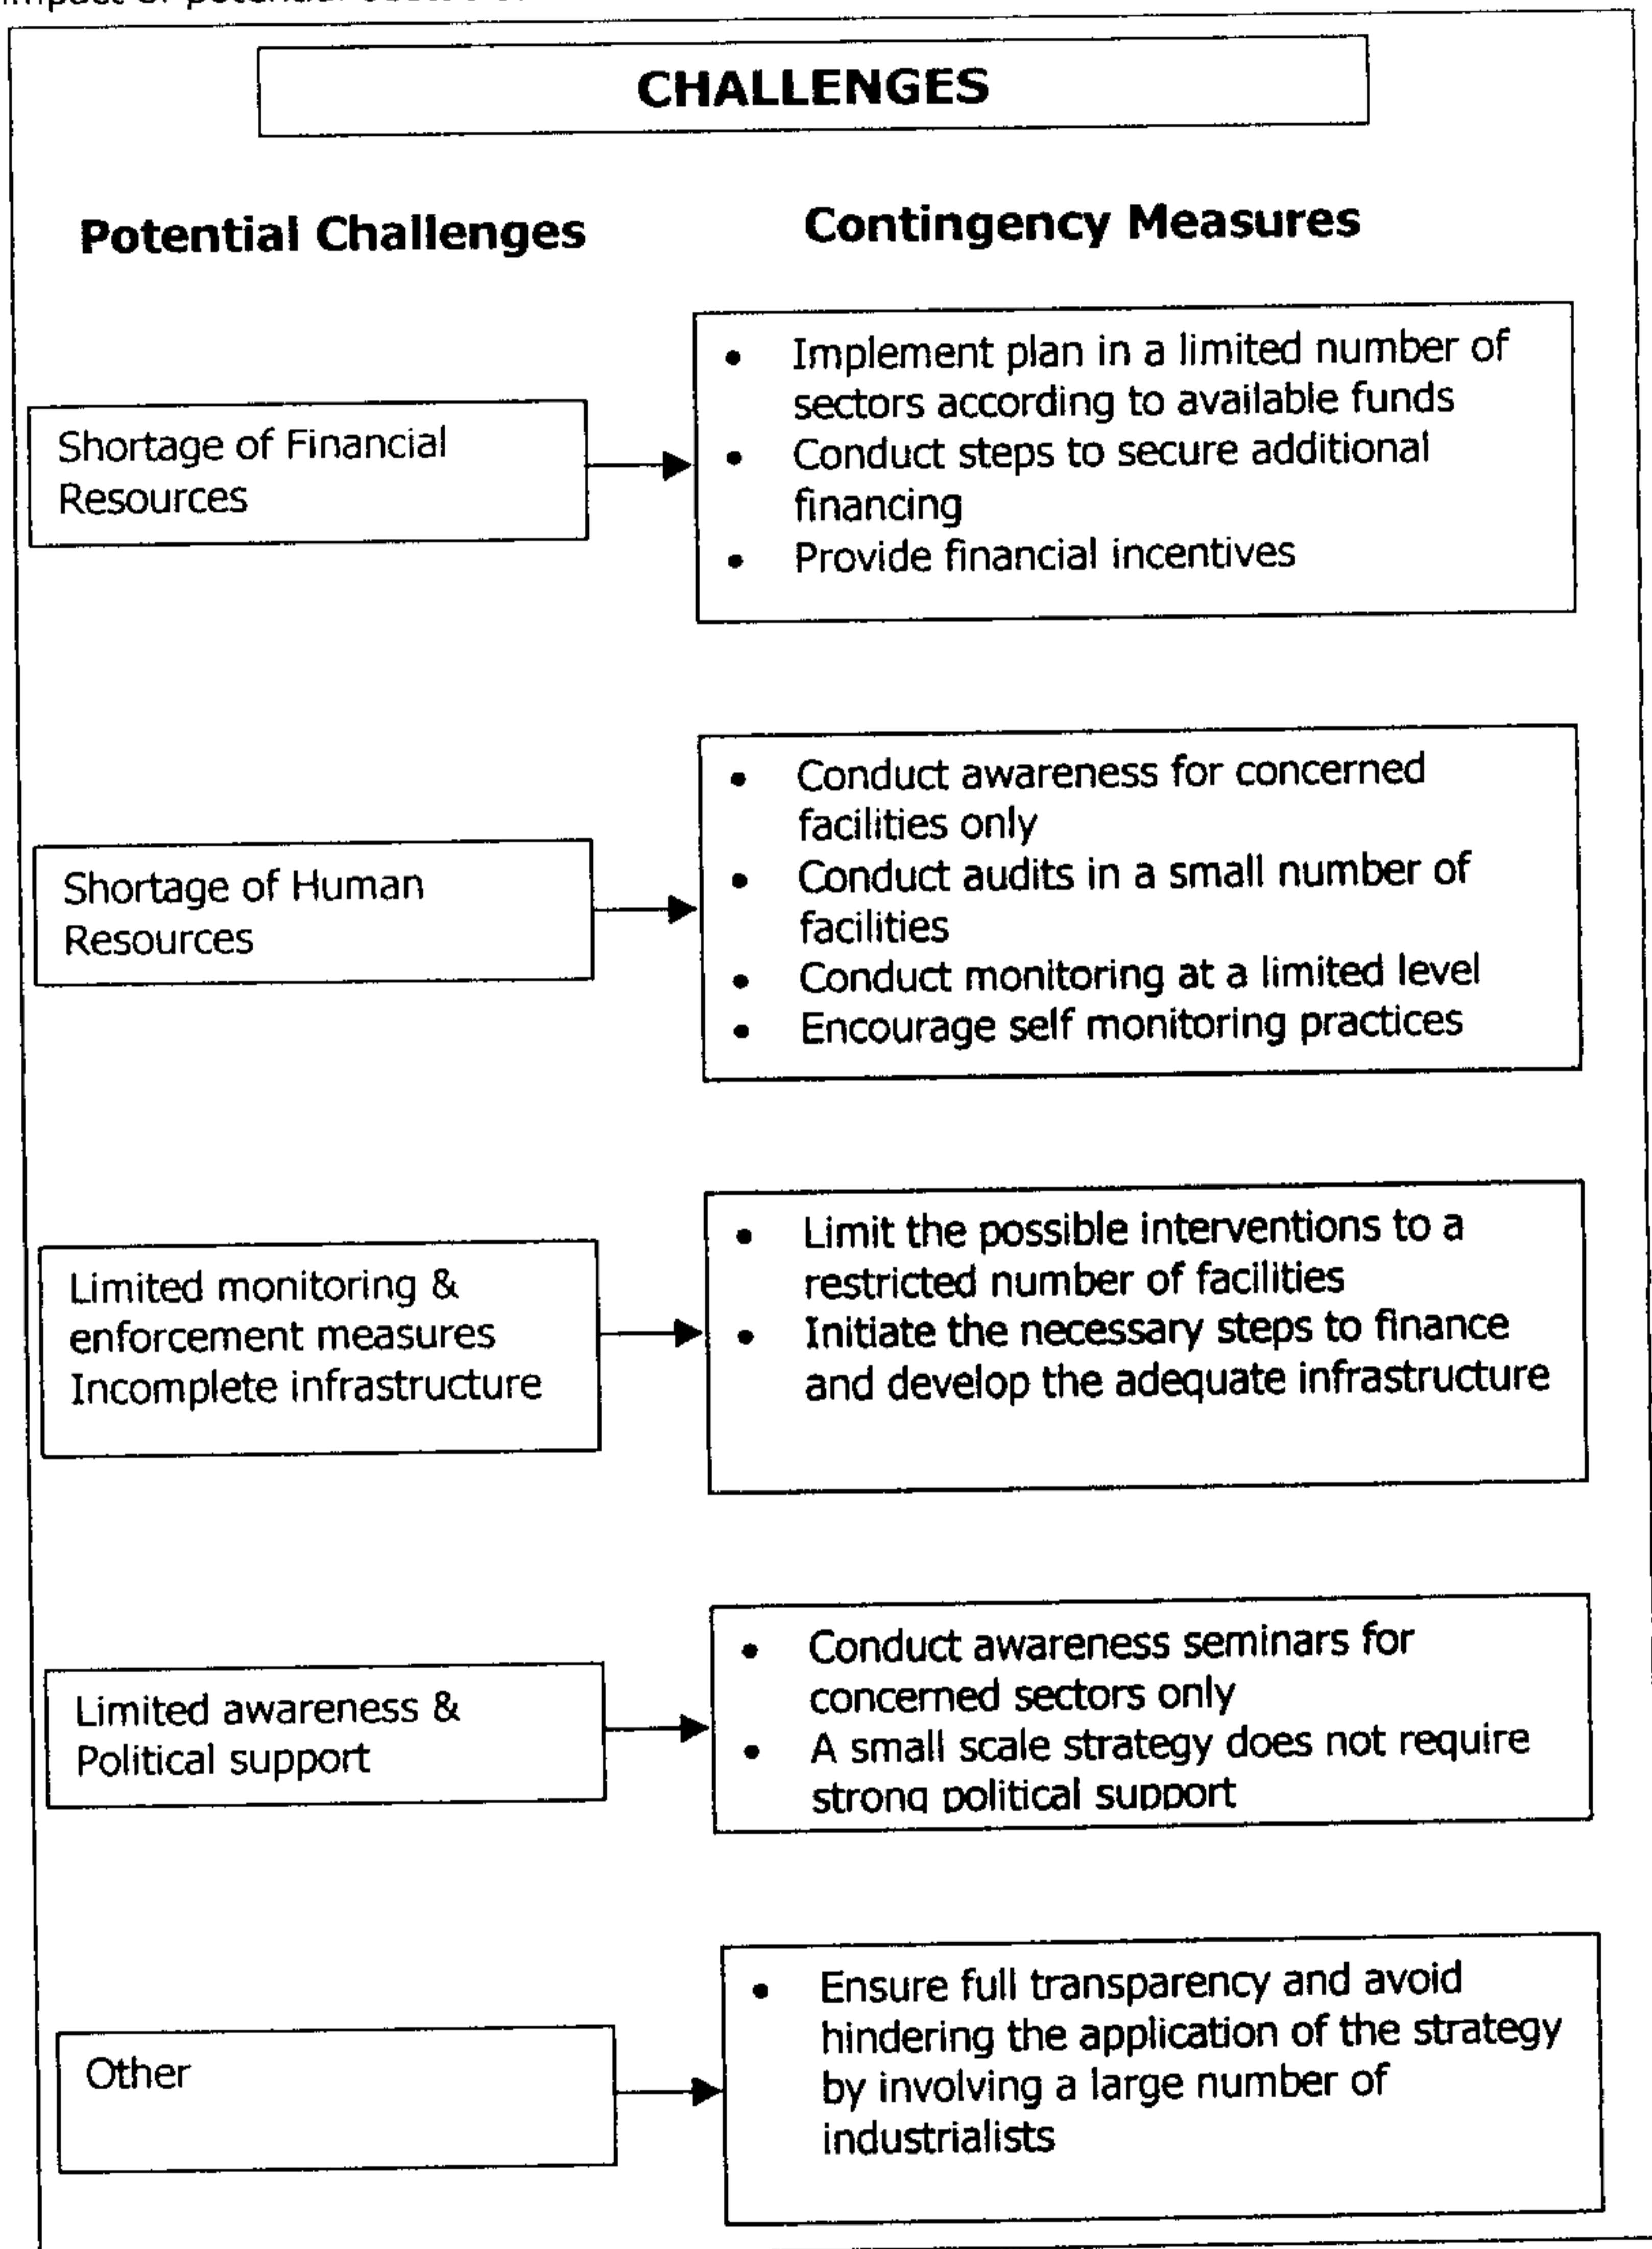 CHALLENGES
Potential Challenges
Contingency Measures
Shortage of Financial
Resources
• Implement plan in a limited number of
sectors according to available funds
• Conduct steps to secure additional
financing
• Provide financial incentives
Shortage of Human
Resources
• Conduct awareness for concerned
facilities only
• Conduct audits in a small number of
facilities
• Conduct monitoring at a limited level
• Encourage self monitoring practices
Limited monitoring &
enforcement measures
Incomplete infrastructure
• Limit the possible interventions to a
restricted number of facilities
• Initiate the necessary steps to finance
and develop the adequate infrastructure
Limited awareness &
Political support
• Conduct awareness seminars for
concerned sectors only
• A small scale strategy does not require
strong political support
Other
• Ensure full transparency and avoid
hindering the application of the strategy
by involving a large number of
industrialists